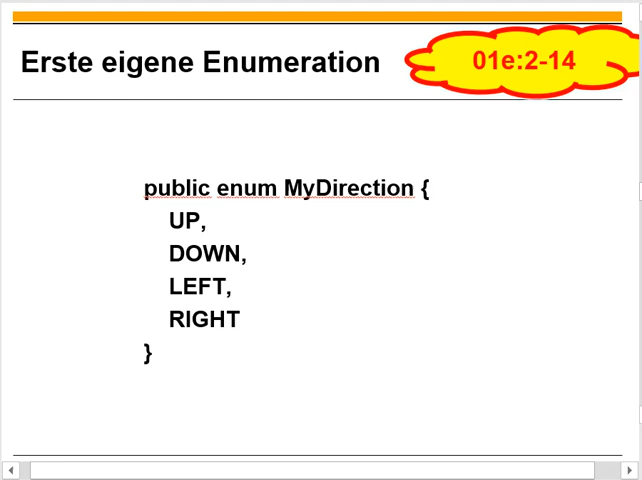 Erste eigene Enumeration
01e:2-14
public enum MyDirection {
UP,
DOWN,
LEFT,
RIGHT
}